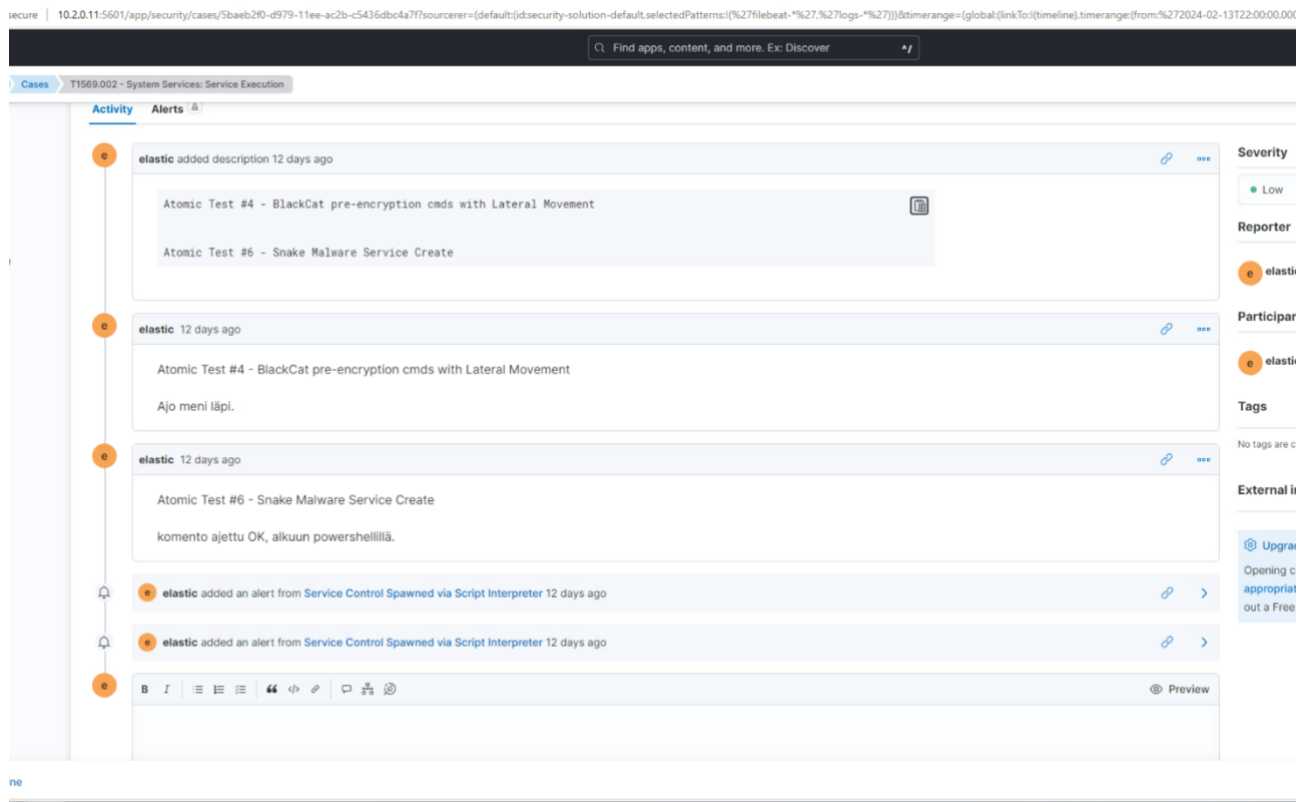 10.2.0.11:5601/app/security/cases/5baeb2f0-d979-11ee-ac2b-c5436dbc4a7f?sourcerer=(default:(id:security-solution-default,selectedPatterns:!(%27filebeat-*%27,%27logs-*%27)))&timerange=(global:(linkTo:!(timeline),timerange:(from:%272024-02-13T22:00:00.000
Find apps, content, and more. Ex: Discover
^/
Cases
T1569.002 - System Services: Service Execution
Activity
Alerts
elastic added description 12 days ago
Atomic Test #4 - BlackCat pre-encryption cmds with Lateral Movement
Atomic Test #6 - Snake Malware Service Create
elastic 12 days ago
Atomic Test #4 - BlackCat pre-encryption cmds with Lateral Movement
Ajo meni läpi.
elastic 12 days ago
Atomic Test #6 - Snake Malware Service Create
komento ajettu OK, alkuun powershellillä.
e elastic added an alert from Service Control Spawned via Script Interpreter 12 days ago
e elastic added an alert from Service Control Spawned via Script Interpreter 12 days ago
B I
Preview
Severity
Low
Reporter
e
Tags